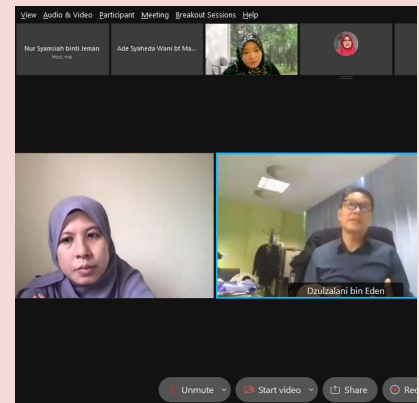 View Audio & Video Participant Meeting Breakout Sessions Help
Nur Syamsiah binti Jeman
Host, me
Ade Syaheda Wani bt Ma...
Dzulzalani bin Eden
Unmute
Start video
Share
Rec